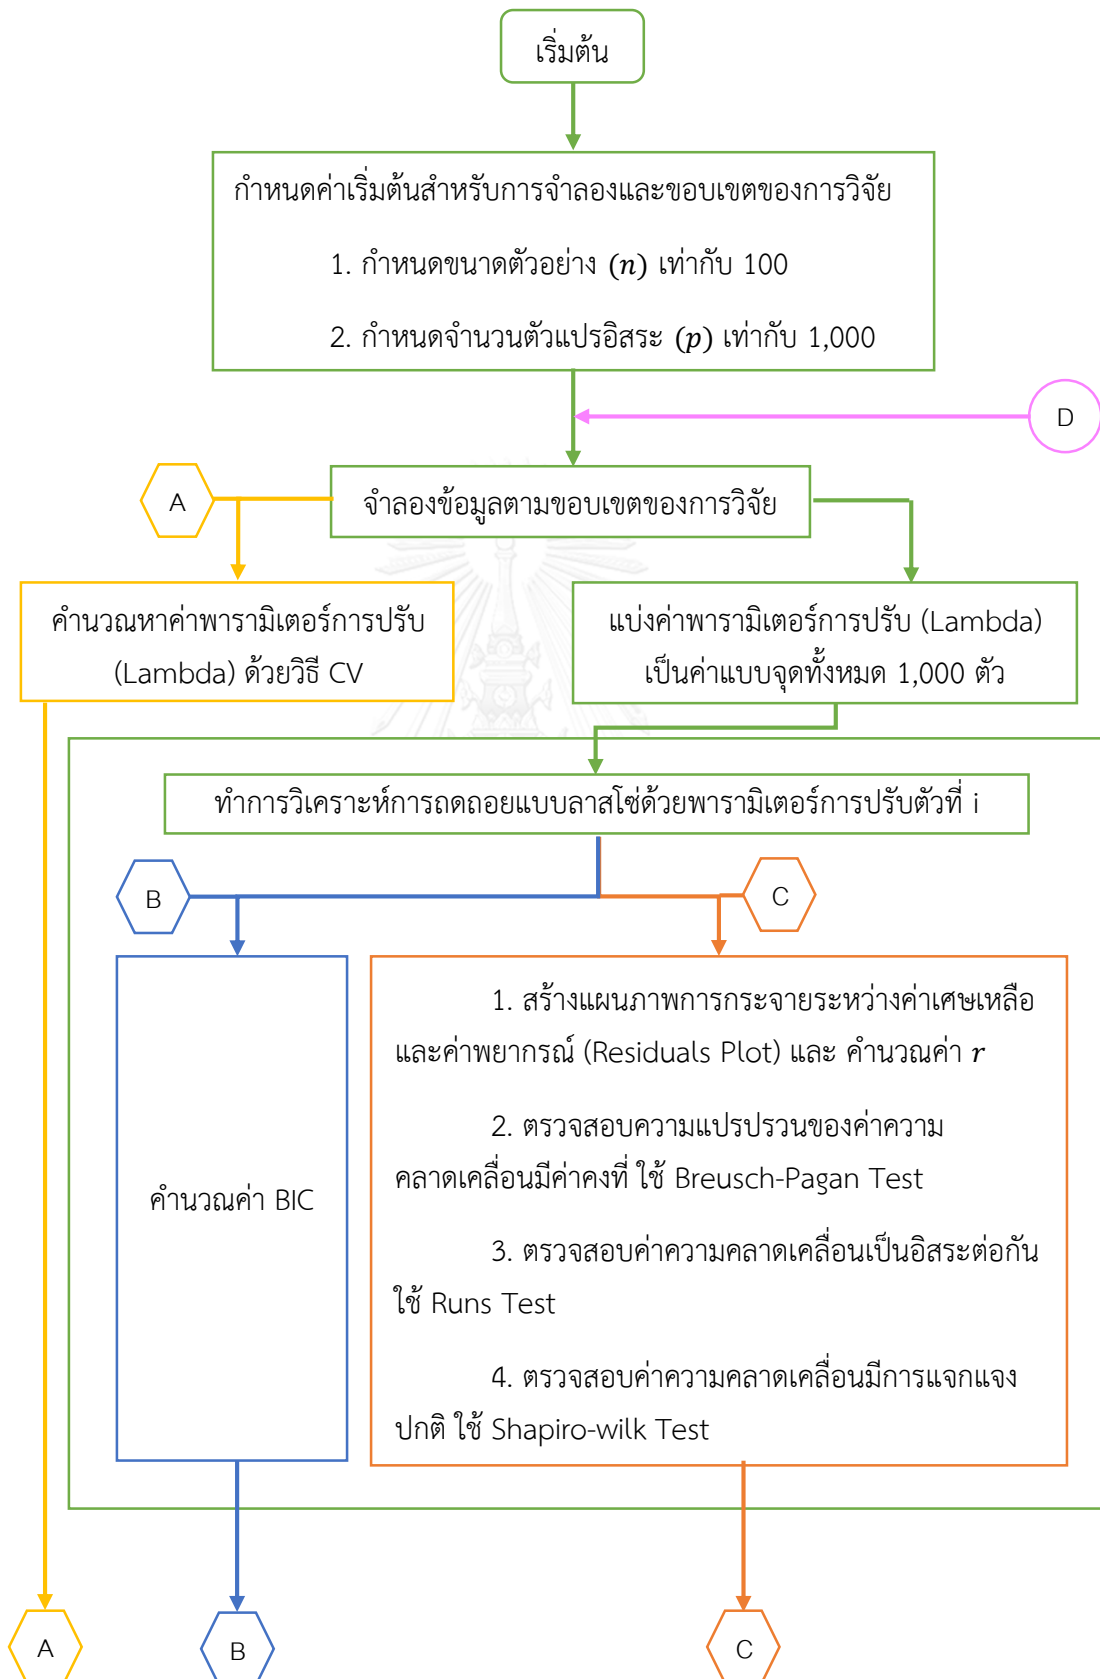 เริ่มต้น
กำหนดค่าเริ่มต้นสำหรับการจำลองและขอบเขตของการวิจัย
1. กำหนดขนาดตัวอย่าง (n) เท่ากับ 100
2. กำหนดจำนวนตัวแปรอิสระ (p) เท่ากับ 1,000
D
A
จำลองข้อมูลตามขอบเขตของการวิจัย
คำนวณหาค่าพารามิเตอร์การปรับ
(Lambda) ด้วยวิธี CV
แบ่งค่าพารามิเตอร์การปรับ (Lambda)
เป็นค่าแบบจุดทั้งหมด 1,000 ตัว
ทำการวิเคราะห์การถดถอยแบบลาสโซ่ด้วยพารามิเตอร์การปรับตัวที่ i
B
C
คำนวณค่า BIC
1. สร้างแผนภาพการกระจายระหว่างค่าเศษเหลือ
และค่าพยากรณ์ (Residuals Plot) และ คำนวณค่า r
2. ตรวจสอบความแปรปรวนของค่าความ
คลาดเคลื่อนมีค่าคงที่ ใช้ Breusch-Pagan Test
3. ตรวจสอบค่าความคลาดเคลื่อนเป็นอิสระต่อกัน
ใช้ Runs Test
4. ตรวจสอบค่าความคลาดเคลื่อนมีการแจกแจง
ปกติ ใช้ Shapiro-wilk Test
A
B
C